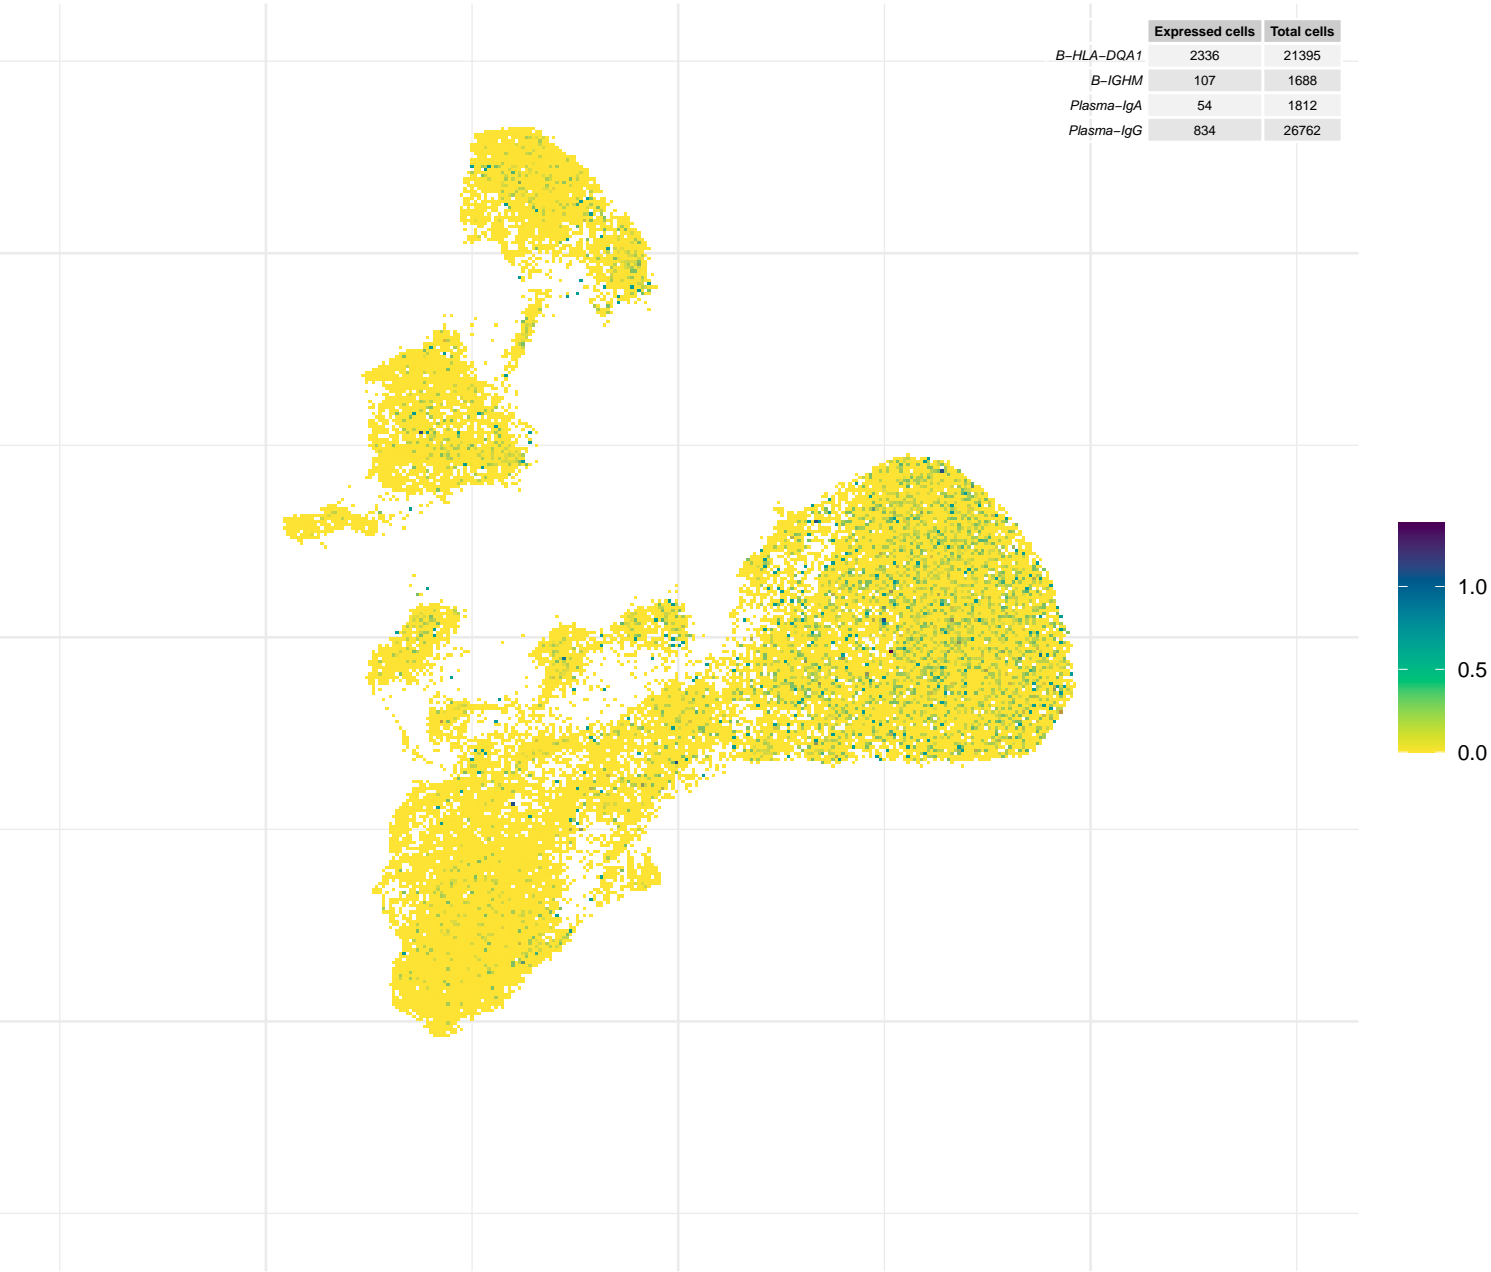 Expressed cells Total cells
B−HLA−DQA1 2336 21395
B−IGHM 107 1688
Plasma−IgA 54 1812
Plasma−IgG 834 26762
1.0
0.5
0.0